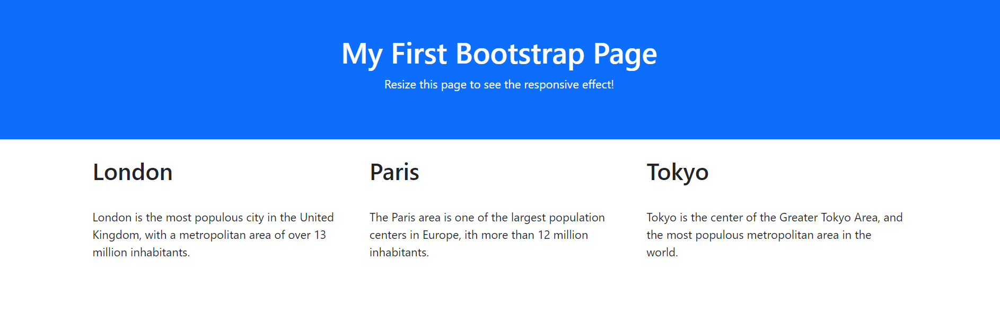 My First Bootstrap Page
Resize this page to see the responsive effect!
London
London is the most populous city in the United
Kingdom, with a metropolitan area of over 13
million inhabitants.
Paris
The Paris area is one of the largest population
centers in Europe, ith more than 12 million
inhabitants.
Tokyo
Tokyo is the center of the Greater Tokyo Area, and
the most populous metropolitan area in the
world.